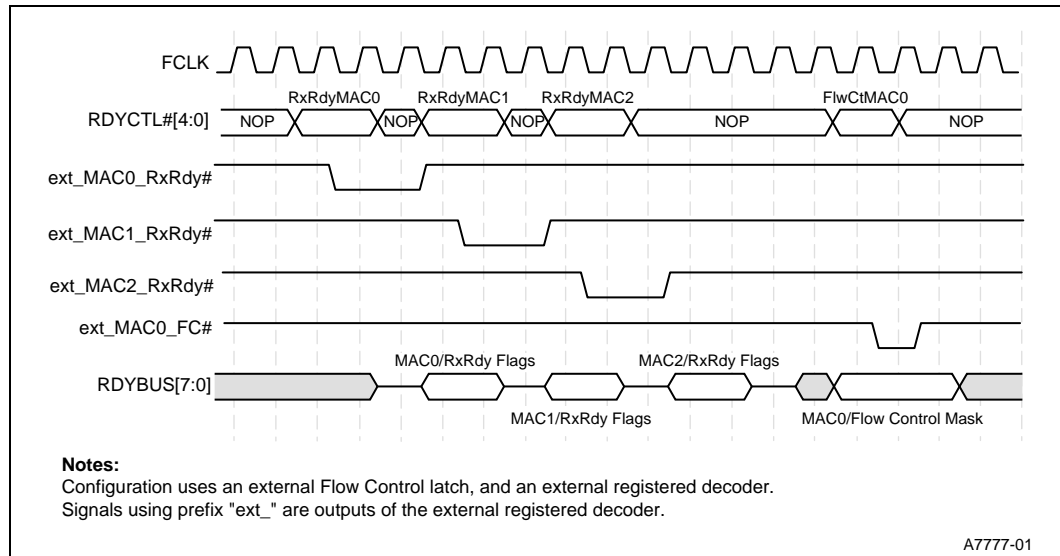 FCLK
RxRdyMAC0 RxRdyMAC1 RxRdyMAC2 FlwCtMAC0
RDYCTL#[4:0] NOP NOP NOP NOP NOP
ext_MAC0_RxRdy#
ext_MAC1_RxRdy#
ext_MAC2_RxRdy#
ext_MAC0_FC#
MAC0/RxRdy Flags MAC2/RxRdy Flags
RDYBUS[7:0]
MAC1/RxRdy Flags MAC0/Flow Control Mask
Notes:
Configuration uses an external Flow Control latch, and an external registered decoder.
Signals using prefix "ext_" are outputs of the external registered decoder.
A7777-01